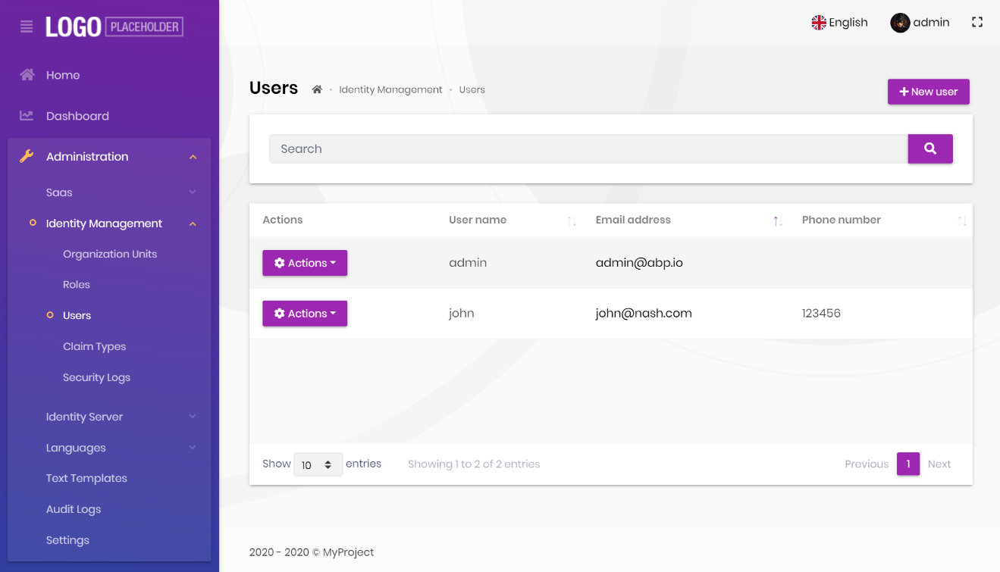 LOGO PLACEHOLDER
Home
Dashboard
Administration
Saas
Identity Management
Organization Units
Roles
Users
Claim Types
Security Logs
Identity Server
Languages
Text Templates
Audit Logs
Settings
English admin
Users Identity Management Users
+ New user
Search
Actions User name Email address Phone number
Actions admin admin@abp.io
Actions john john@nash.com 123456
Show 10 entries Showing 1 to 2 of 2 entries Previous 1 Next
2020 - 2020 © MyProject